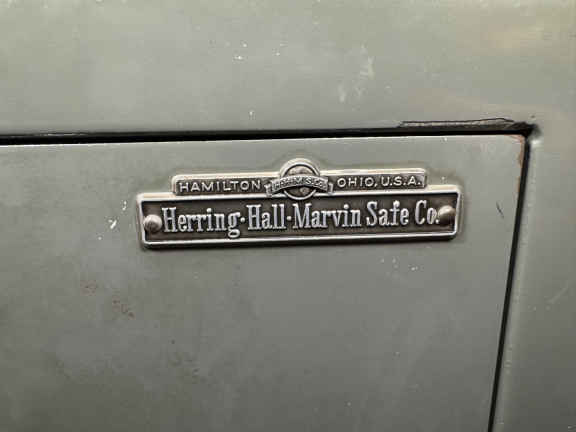 HAMILTON OHIO, U.S.A.
Herring-Hall-Marvin Safe Co.